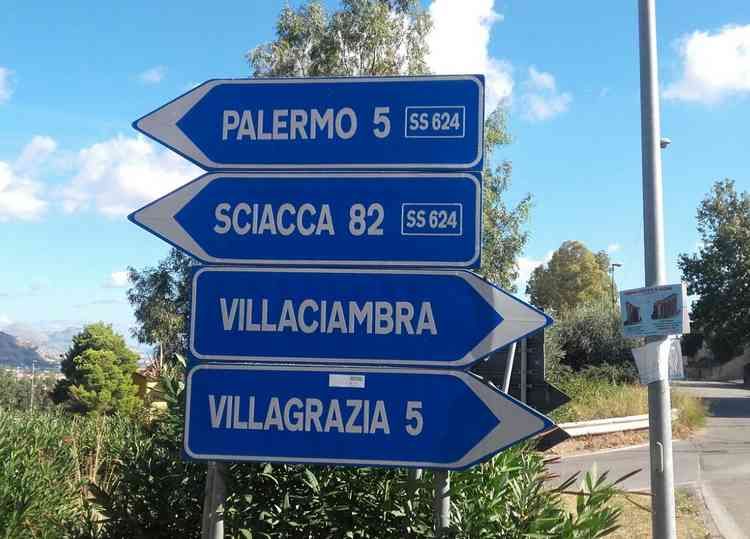 PALERMO 5 SS 624
SCIACCA 82 SS 624
VILLACIAMBRA
VILLAGRAZIA 5